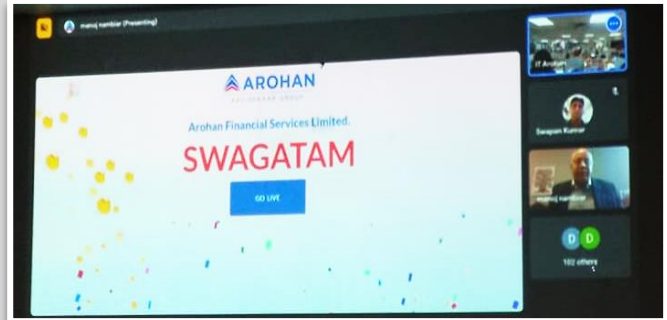 manoj nambiar (Presenting)
AROHAN
Arohan Financial Services Limited.
SWAGATAM
GO LIVE
IT Arohan
Swapan Kumar
manoj nambiar
D D
102 others